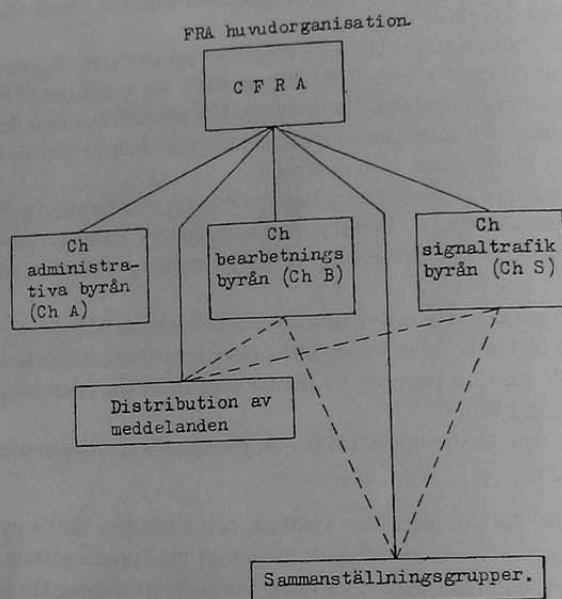 FRA huvudorganisation.
C F R A
Ch
administra-
tiva byrån
(Ch A)
Ch
bearbetnings
byrån (Ch B)
Ch
signaltrafik
byrån (Ch S)
Distribution av
meddelanden
Sammanställningsgrupper.